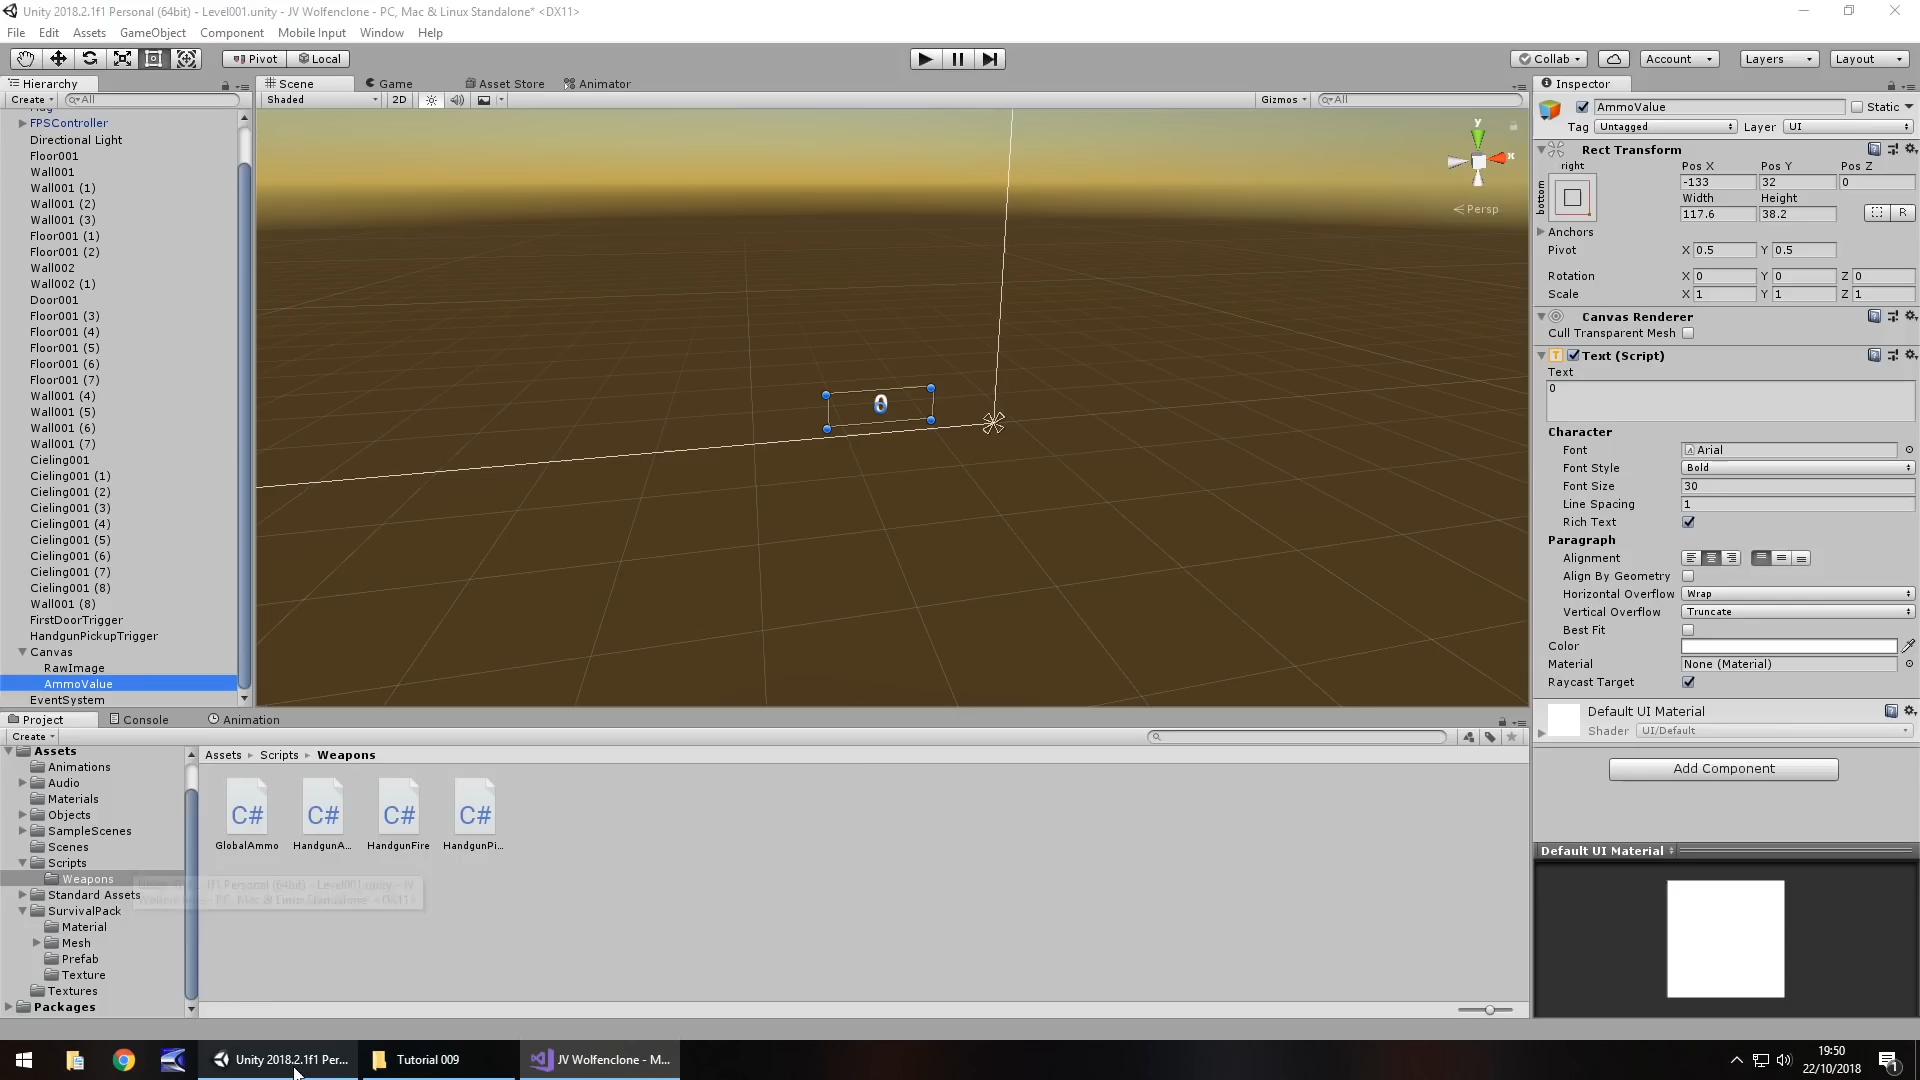 Unity 2018.2.1f1 Personal (64bit) - Level001.unity - JV Wolfenclone - PC, Mac & Linux Standalone* <DX11>
File Edit Assets GameObject Component Mobile Input Window Help
Pivot Local Collab Account Layers Layout
Hierarchy
Create All
FPSController
Directional Light
Floor001
Wall001
Wall001 (1)
Wall001 (2)
Wall001 (3)
Floor001 (1)
Floor001 (2)
Wall002
Wall002 (1)
Door001
Floor001 (3)
Floor001 (4)
Floor001 (5)
Floor001 (6)
Floor001 (7)
Wall001 (4)
Wall001 (5)
Wall001 (6)
Wall001 (7)
Cieling001
Cieling001 (1)
Cieling001 (2)
Cieling001 (3)
Cieling001 (4)
Cieling001 (5)
Cieling001 (6)
Cieling001 (7)
Cieling001 (8)
Wall001 (8)
FirstDoorTrigger
HandgunPickupTrigger
Canvas
RawImage
AmmoValue
EventSystem
Scene Game Asset Store Animator
Shaded 2D Gizmos All
y
x
Persp
0
Inspector
AmmoValue Static
Tag Untagged Layer UI
Rect Transform
right Pos X Pos Y Pos Z
bottom
-133 32 0
Width Height
117.6 38.2 R
Anchors
Pivot X 0.5 Y 0.5
Rotation X 0 Y 0 Z 0
Scale X 1 Y 1 Z 1
Canvas Renderer
Cull Transparent Mesh
Text (Script)
Text
0
Character
Font Arial
Font Style Bold
Font Size 30
Line Spacing 1
Rich Text
Paragraph
Alignment
Align By Geometry
Horizontal Overflow Wrap
Vertical Overflow Truncate
Best Fit
Color
Material None (Material)
Raycast Target
Default UI Material
Shader UI/Default
Add Component
Default UI Material
Project Console Animation
Create
Assets
Animations
Audio
Materials
Objects
SampleScenes
Scenes
Scripts
Weapons
Standard Assets
SurvivalPack
Material
Mesh
Prefab
Texture
Textures
Packages
Assets Scripts Weapons
C# C# C# C#
GlobalAmmo HandgunA... HandgunFire HandgunPi...
Unity 2018.2.1f1 Per... Tutorial 009 JV Wolfenclone - M...
19:50
22/10/2018
1